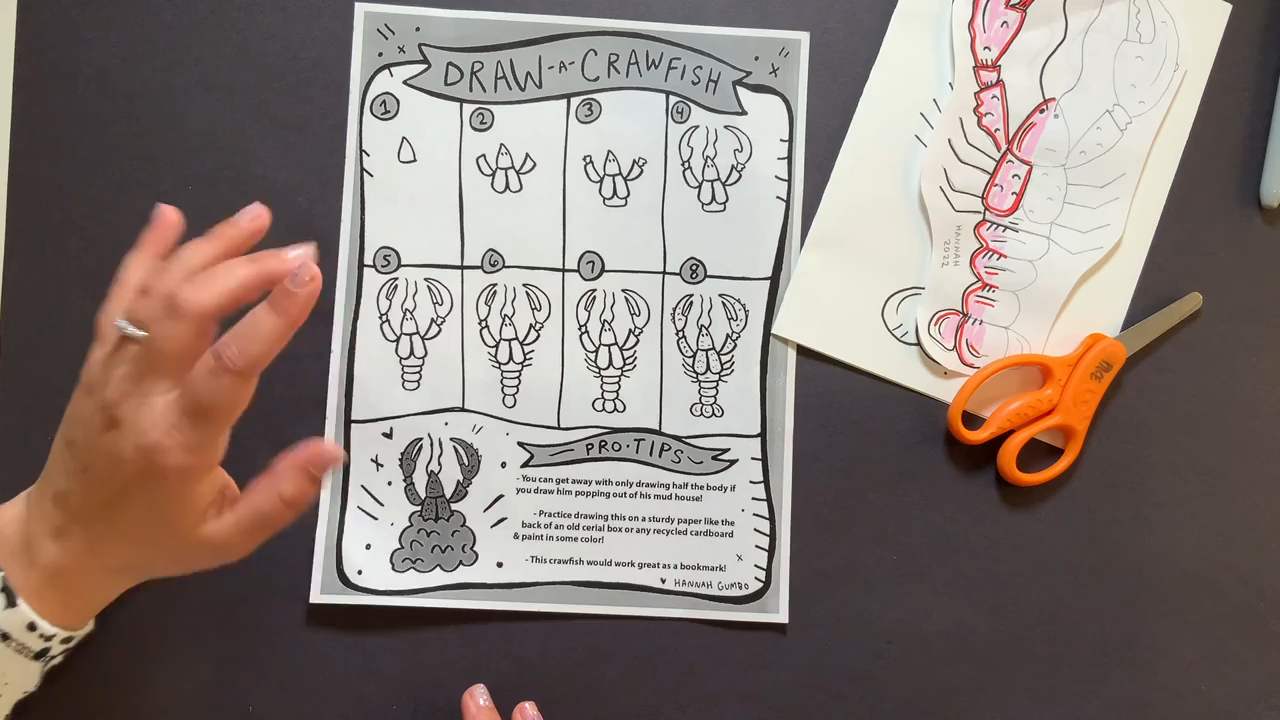 DRAW-A-CRAWFISH
1
2
3
4
5
6
7
8
PRO·TIPS
- You can get away with only drawing half the body if
you draw him popping out of his mud house!
- Practice drawing this on a sturdy paper like the
back of an old cerial box or any recycled cardboard
& paint in some color!
- This crawfish would work great as a bookmark!
♥ HANNAH GUMBO
HANNAH
2022